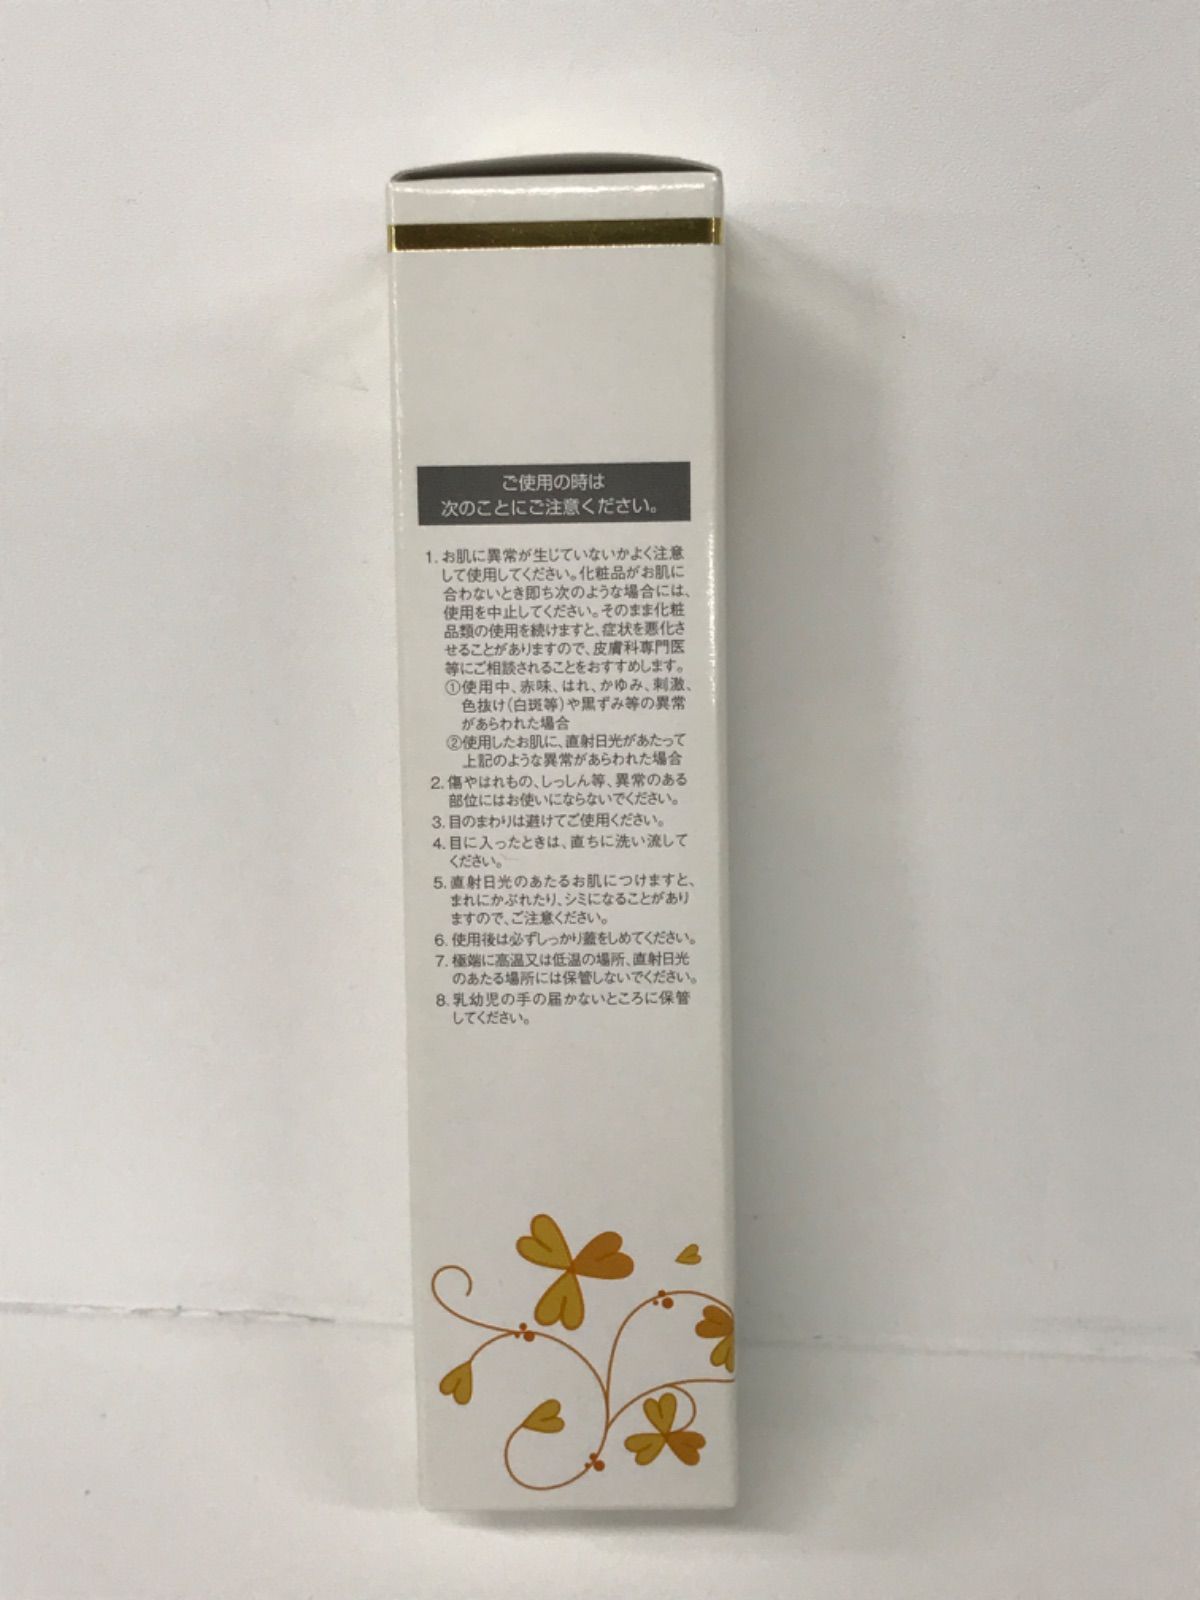 ご使用の時は
次のことにご注意ください。
1. お肌に異常が生じていないかよく注意
して使用してください。化粧品がお肌に
合わないとき即ち次のような場合には、
使用を中止してください。そのまま化粧
品類の使用を続けますと、症状を悪化さ
せることがありますので、皮膚科専門医
等にご相談されることをおすすめします。
①使用中、赤味、はれ、かゆみ、刺激、
色抜け(白斑等)や黒ずみ等の異常
があらわれた場合
②使用したお肌に、直射日光があたって
上記のような異常があらわれた場合
2. 傷やはれもの、しっしん等、異常のある
部位にはお使いにならないでください。
3. 目のまわりは避けてご使用ください。
4. 目に入ったときは、直ちに洗い流して
ください。
5. 直射日光のあたるお肌につけますと、
まれにかぶれたり、シミになることがあり
ますので、ご注意ください。
6. 使用後は必ずしっかり蓋をしめてください。
7. 極端に高温又は低温の場所、直射日光
のあたる場所には保管しないでください。
8. 乳幼児の手の届かないところに保管
してください。